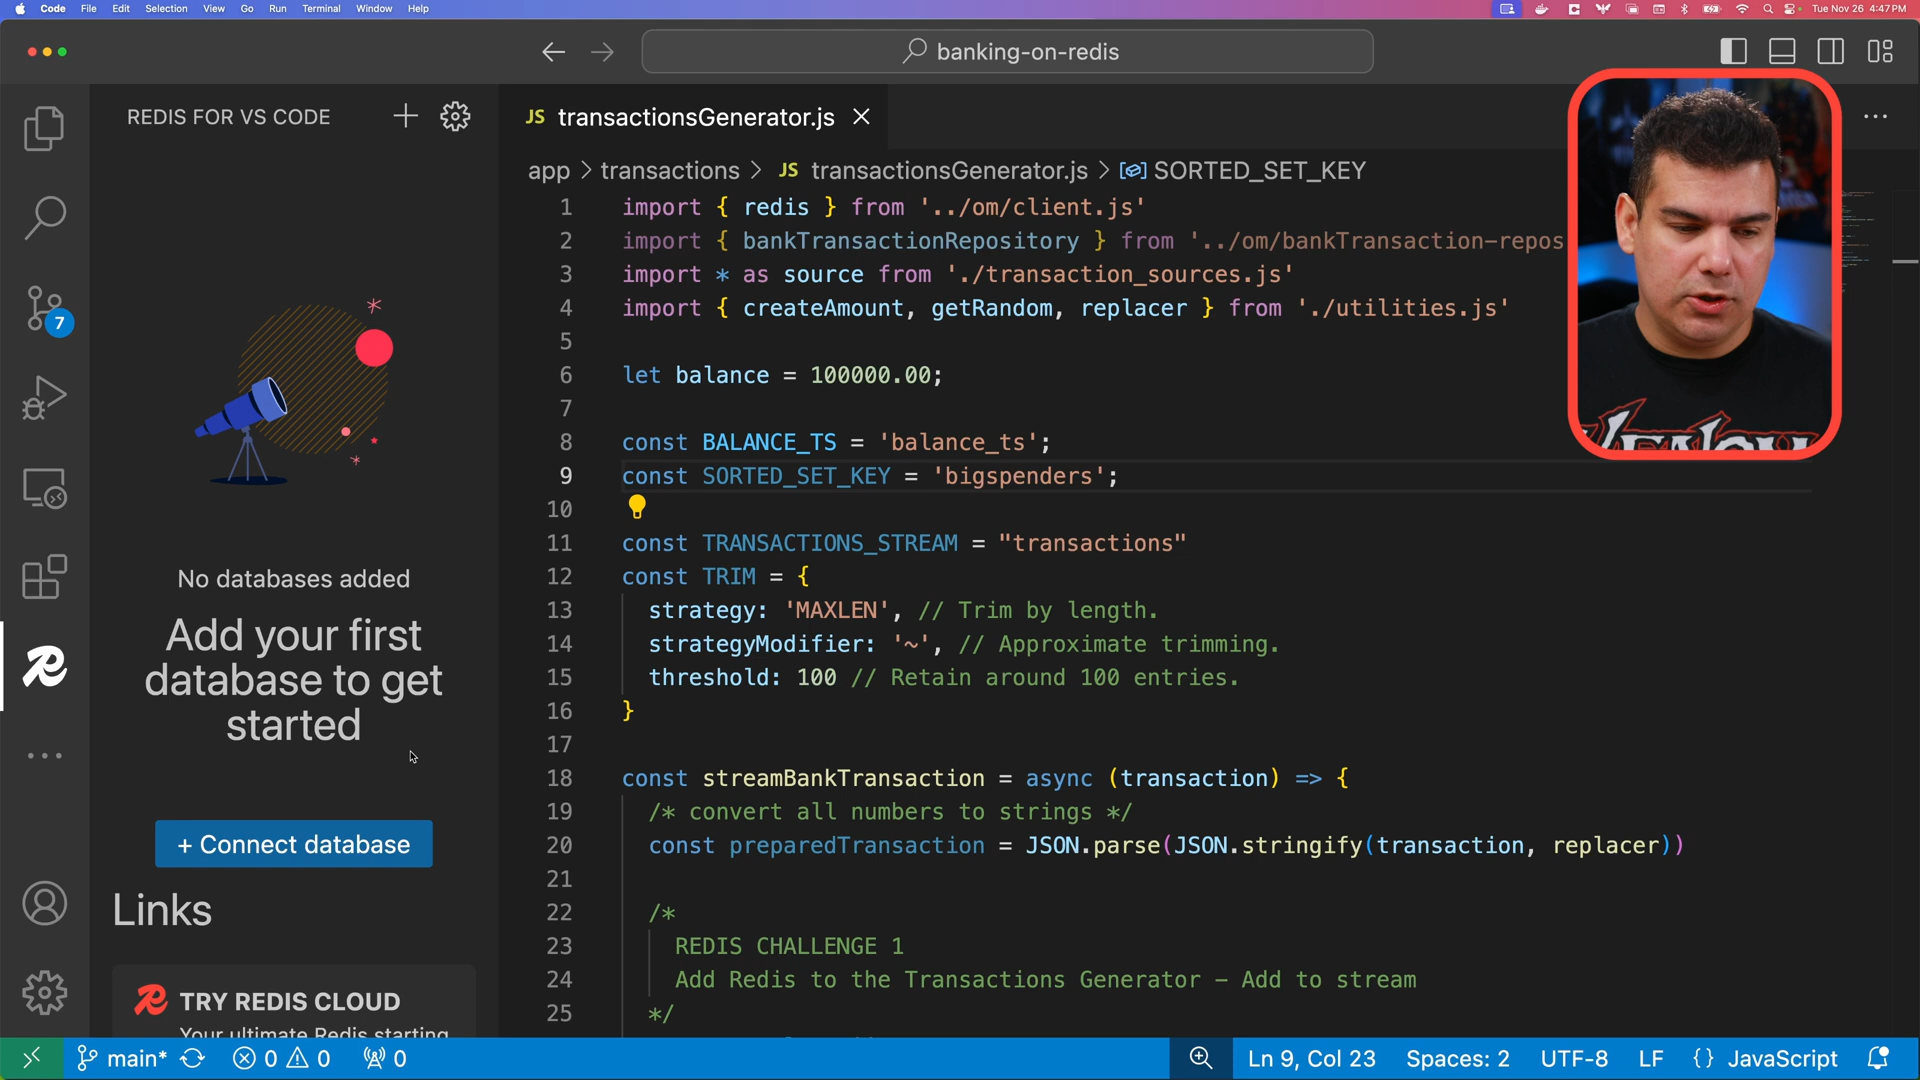 Code File Edit Selection View Go Run Terminal Window Help
Tue Nov 26 4:47 PM
banking-on-redis
REDIS FOR VS CODE
JS transactionsGenerator.js
app > transactions > JS transactionsGenerator.js > SORTED_SET_KEY
1 import { redis } from '../om/client.js'
2 import { bankTransactionRepository } from '../om/bankTransaction-repos
3 import * as source from './transaction_sources.js'
4 import { createAmount, getRandom, replacer } from './utilities.js'
5
6 let balance = 100000.00;
7
8 const BALANCE_TS = 'balance_ts';
9 const SORTED_SET_KEY = 'bigspenders';
10
11 const TRANSACTIONS_STREAM = "transactions"
12 const TRIM = {
13 strategy: 'MAXLEN', // Trim by length.
14 strategyModifier: '~', // Approximate trimming.
15 threshold: 100 // Retain around 100 entries.
16 }
17
18 const streamBankTransaction = async (transaction) => {
19 /* convert all numbers to strings */
20 const preparedTransaction = JSON.parse(JSON.stringify(transaction, replacer))
21
22 /*
23 REDIS CHALLENGE 1
24 Add Redis to the Transactions Generator – Add to stream
25 */
7
No databases added
Add your first
database to get
started
+ Connect database
Links
TRY REDIS CLOUD
Your ultimate Redis starting
main* 0 0 0
Ln 9, Col 23 Spaces: 2 UTF-8 LF {} JavaScript